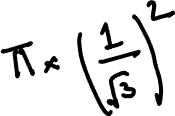 π × (1/√3)²